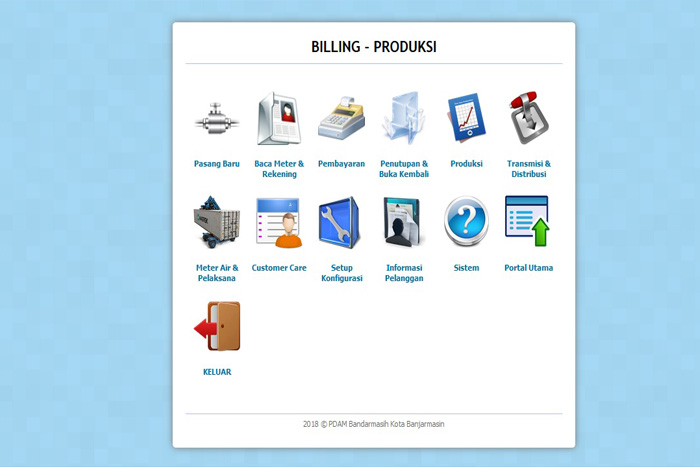 BILLING - PRODUKSI
Pasang Baru
Baca Meter &
Rekening
Pembayaran
Penutupan &
Buka Kembali
Produksi
Transmisi &
Distribusi
Meter Air &
Pelaksana
Customer Care
Setup
Konfigurasi
Informasi
Pelanggan
Sistem
Portal Utama
KELUAR
2018 © PDAM Bandarmasih Kota Banjarmasin